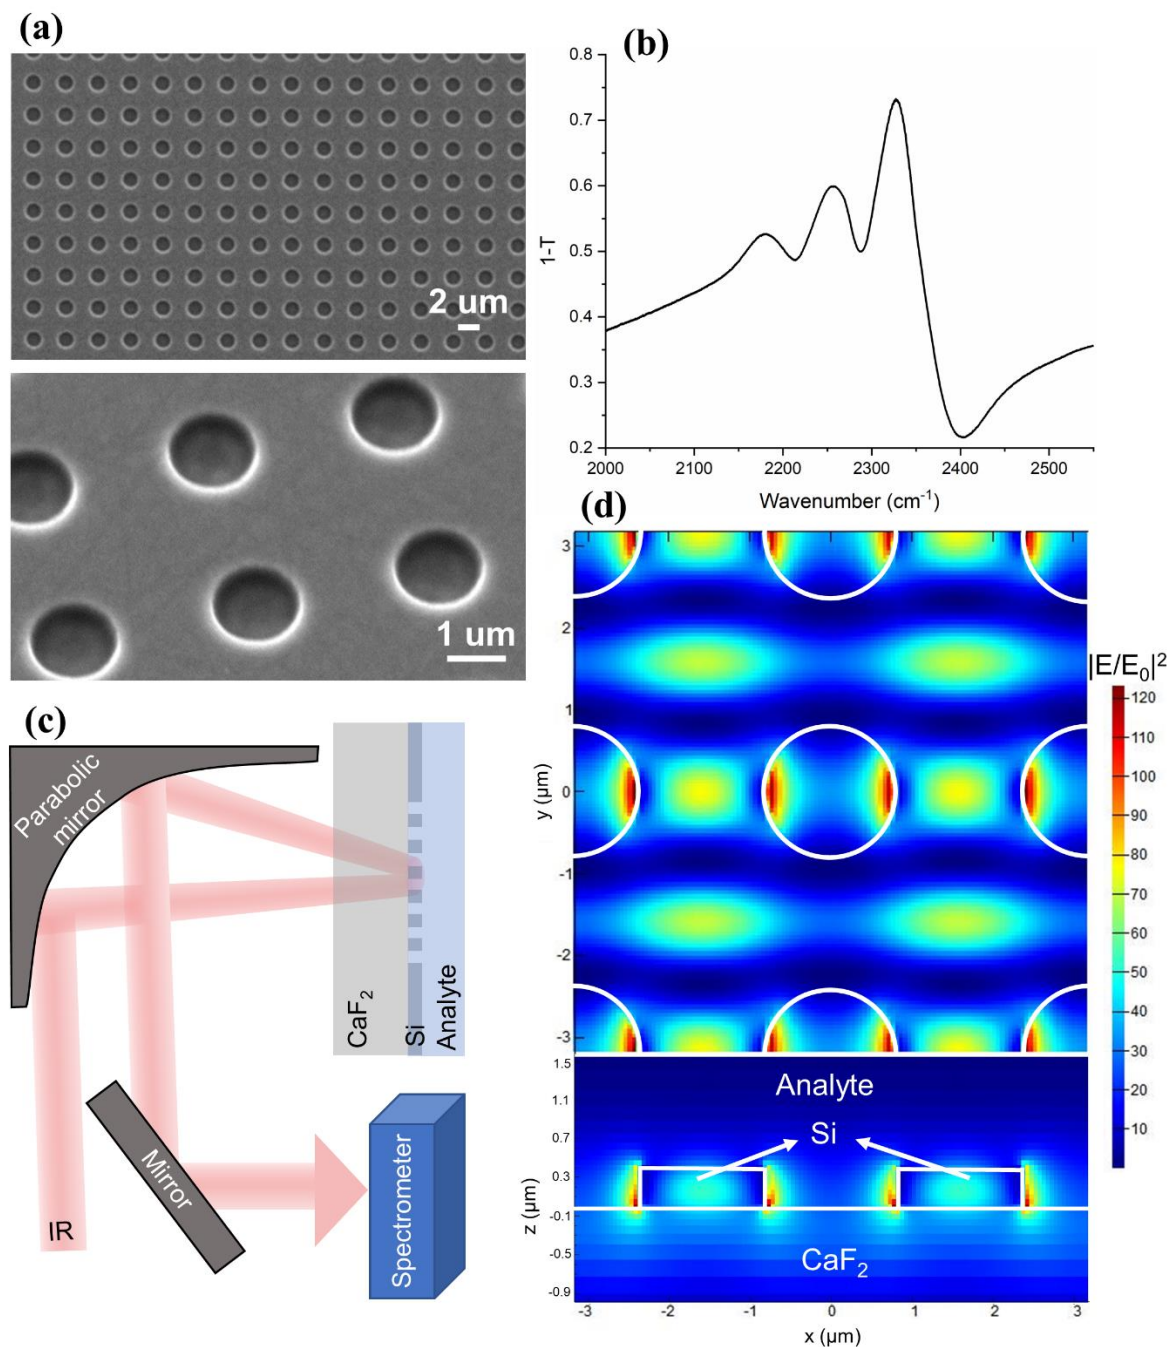 (a)
2 um
1 um
(b)
0.8
0.7
0.6
0.5
0.4
0.3
0.2
1-T
2000 2100 2200 2300 2400 2500
Wavenumber (cm⁻¹)
(c)
Parabolic
mirror
CaF₂
Si
Analyte
Mirror
IR
Spectrometer
(d)
3
2
1
0
-1
-2
-3
y (µm)
|E/E₀|²
120
110
100
90
80
70
60
50
40
30
20
10
1.5
1.1
0.7
0.3
-0.1
-0.5
-0.9
z (µm)
Analyte
Si
CaF₂
-3 -2 -1 0 1 2 3
x (µm)